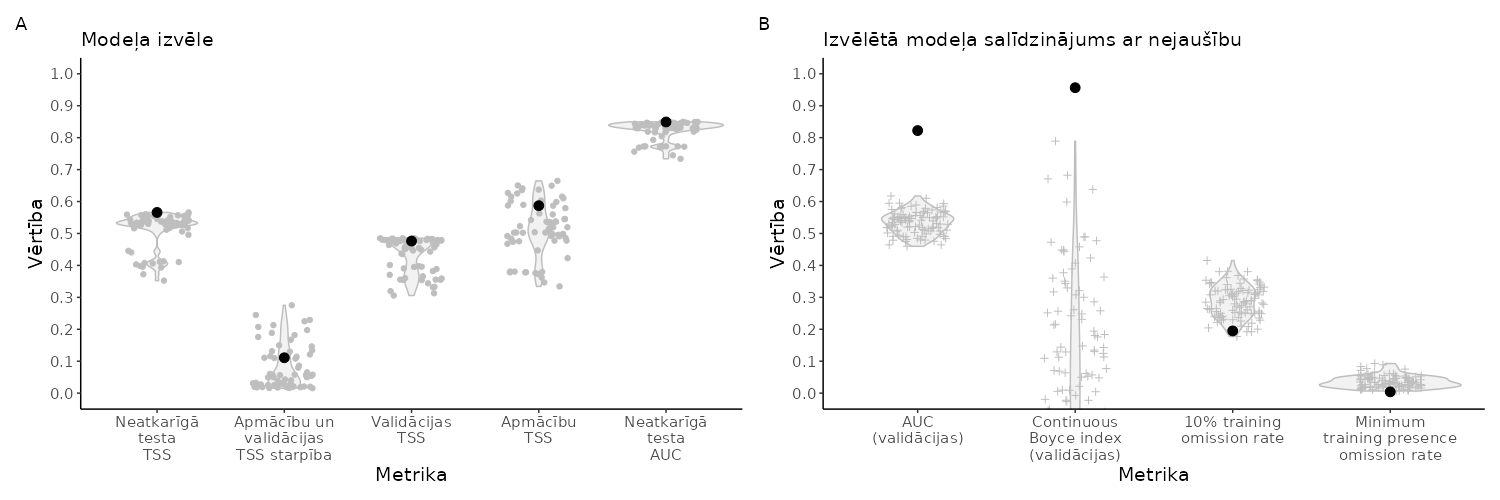 A
Modeļa izvēle
Vērtība
1.0
0.9
0.8
0.7
0.6
0.5
0.4
0.3
0.2
0.1
0.0
Neatkarīgā
testa
TSS
Apmācību un
validācijas
TSS starpība
Validācijas
TSS
Apmācību
TSS
Neatkarīgā
testa
AUC
Metrika
B
Izvēlētā modeļa salīdzinājums ar nejaušību
Vērtība
1.0
0.9
0.8
0.7
0.6
0.5
0.4
0.3
0.2
0.1
0.0
AUC
(validācijas)
Continuous
Boyce index
(validācijas)
10% training
omission rate
Minimum
training presence
omission rate
Metrika